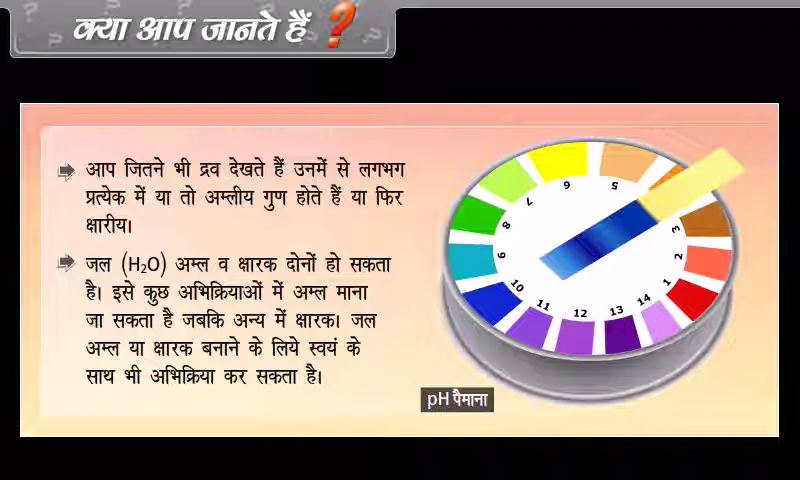 क्या आप जानते हैं ?
आप जितने भी द्रव देखते हैं उनमें से लगभग
प्रत्येक में या तो अम्लीय गुण होते हैं या फिर
क्षारीय।
जल (H₂O) अम्ल व क्षारक दोनों हो सकता
है। इसे कुछ अभिक्रियाओं में अम्ल माना
जा सकता है जबकि अन्य में क्षारक। जल
अम्ल या क्षारक बनाने के लिये स्वयं के
साथ भी अभिक्रिया कर सकता है।
1
2
3
5
6
7
8
9
10
11
12
13
14
pH पैमाना